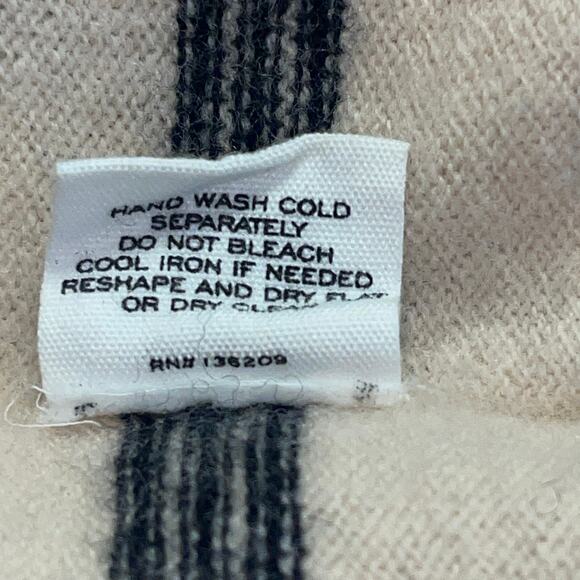 HAND WASH COLD
SEPARATELY
DO NOT BLEACH
COOL IRON IF NEEDED
RESHAPE AND DRY FLAT
OR DRY CLEAN
RN# 136209